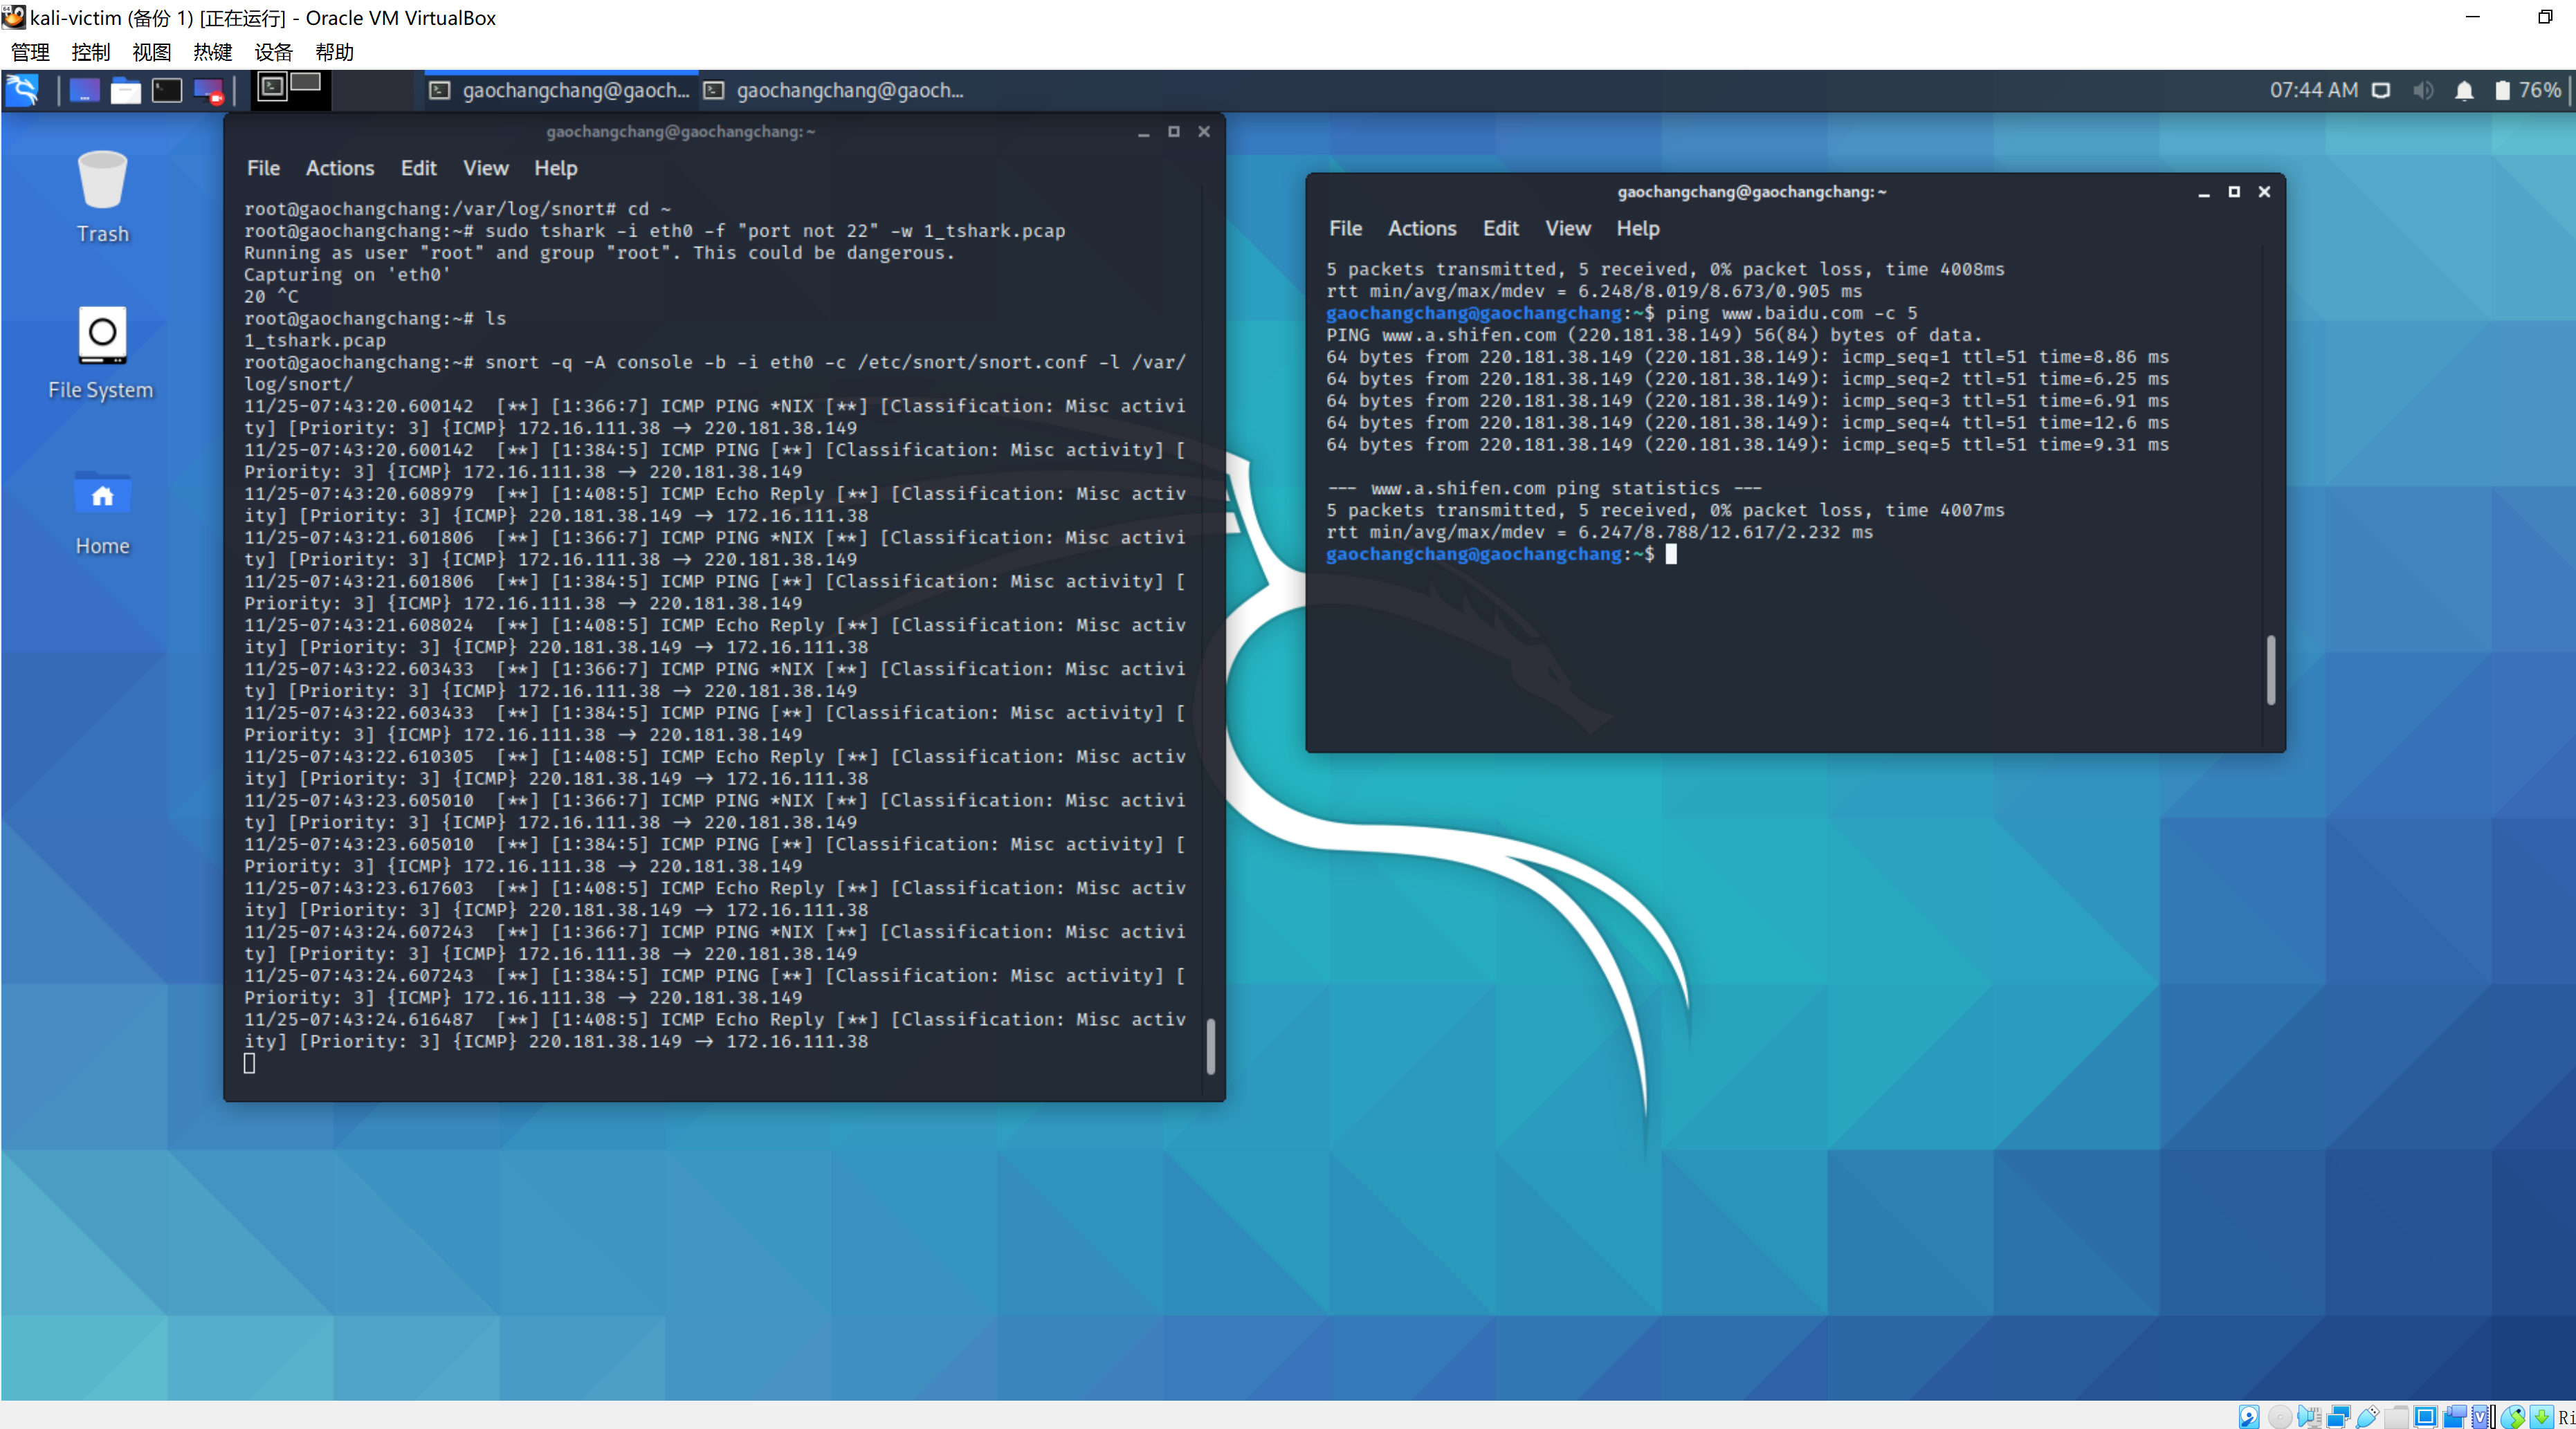 kali-victim (备份 1) [正在运行] - Oracle VM VirtualBox
管理 控制 视图 热键 设备 帮助
gaochangchang@gaoch... gaochangchang@gaoch... 07:44 AM 76%
Trash
File System
Home
gaochangchang@gaochangchang:~
File Actions Edit View Help
root@gaochangchang:/var/log/snort# cd ~
root@gaochangchang:~# sudo tshark -i eth0 -f "port not 22" -w 1_tshark.pcap
Running as user "root" and group "root". This could be dangerous.
Capturing on 'eth0'
20 ^C
root@gaochangchang:~# ls
1_tshark.pcap
root@gaochangchang:~# snort -q -A console -b -i eth0 -c /etc/snort/snort.conf -l /var/
log/snort/
11/25-07:43:20.600142 [**] [1:366:7] ICMP PING *NIX [**] [Classification: Misc activi
ty] [Priority: 3] {ICMP} 172.16.111.38 → 220.181.38.149
11/25-07:43:20.600142 [**] [1:384:5] ICMP PING [**] [Classification: Misc activity] [
Priority: 3] {ICMP} 172.16.111.38 → 220.181.38.149
11/25-07:43:20.608979 [**] [1:408:5] ICMP Echo Reply [**] [Classification: Misc activ
ity] [Priority: 3] {ICMP} 220.181.38.149 → 172.16.111.38
11/25-07:43:21.601806 [**] [1:366:7] ICMP PING *NIX [**] [Classification: Misc activi
ty] [Priority: 3] {ICMP} 172.16.111.38 → 220.181.38.149
11/25-07:43:21.601806 [**] [1:384:5] ICMP PING [**] [Classification: Misc activity] [
Priority: 3] {ICMP} 172.16.111.38 → 220.181.38.149
11/25-07:43:21.608024 [**] [1:408:5] ICMP Echo Reply [**] [Classification: Misc activ
ity] [Priority: 3] {ICMP} 220.181.38.149 → 172.16.111.38
11/25-07:43:22.603433 [**] [1:366:7] ICMP PING *NIX [**] [Classification: Misc activi
ty] [Priority: 3] {ICMP} 172.16.111.38 → 220.181.38.149
11/25-07:43:22.603433 [**] [1:384:5] ICMP PING [**] [Classification: Misc activity] [
Priority: 3] {ICMP} 172.16.111.38 → 220.181.38.149
11/25-07:43:22.610305 [**] [1:408:5] ICMP Echo Reply [**] [Classification: Misc activ
ity] [Priority: 3] {ICMP} 220.181.38.149 → 172.16.111.38
11/25-07:43:23.605010 [**] [1:366:7] ICMP PING *NIX [**] [Classification: Misc activi
ty] [Priority: 3] {ICMP} 172.16.111.38 → 220.181.38.149
11/25-07:43:23.605010 [**] [1:384:5] ICMP PING [**] [Classification: Misc activity] [
Priority: 3] {ICMP} 172.16.111.38 → 220.181.38.149
11/25-07:43:23.617603 [**] [1:408:5] ICMP Echo Reply [**] [Classification: Misc activ
ity] [Priority: 3] {ICMP} 220.181.38.149 → 172.16.111.38
11/25-07:43:24.607243 [**] [1:366:7] ICMP PING *NIX [**] [Classification: Misc activi
ty] [Priority: 3] {ICMP} 172.16.111.38 → 220.181.38.149
11/25-07:43:24.607243 [**] [1:384:5] ICMP PING [**] [Classification: Misc activity] [
Priority: 3] {ICMP} 172.16.111.38 → 220.181.38.149
11/25-07:43:24.616487 [**] [1:408:5] ICMP Echo Reply [**] [Classification: Misc activ
ity] [Priority: 3] {ICMP} 220.181.38.149 → 172.16.111.38
gaochangchang@gaochangchang:~
File Actions Edit View Help
5 packets transmitted, 5 received, 0% packet loss, time 4008ms
rtt min/avg/max/mdev = 6.248/8.019/8.673/0.905 ms
gaochangchang@gaochangchang:~$ ping www.baidu.com -c 5
PING www.a.shifen.com (220.181.38.149) 56(84) bytes of data.
64 bytes from 220.181.38.149 (220.181.38.149): icmp_seq=1 ttl=51 time=8.86 ms
64 bytes from 220.181.38.149 (220.181.38.149): icmp_seq=2 ttl=51 time=6.25 ms
64 bytes from 220.181.38.149 (220.181.38.149): icmp_seq=3 ttl=51 time=6.91 ms
64 bytes from 220.181.38.149 (220.181.38.149): icmp_seq=4 ttl=51 time=12.6 ms
64 bytes from 220.181.38.149 (220.181.38.149): icmp_seq=5 ttl=51 time=9.31 ms
--- www.a.shifen.com ping statistics ---
5 packets transmitted, 5 received, 0% packet loss, time 4007ms
rtt min/avg/max/mdev = 6.247/8.788/12.617/2.232 ms
gaochangchang@gaochangchang:~$
Ri